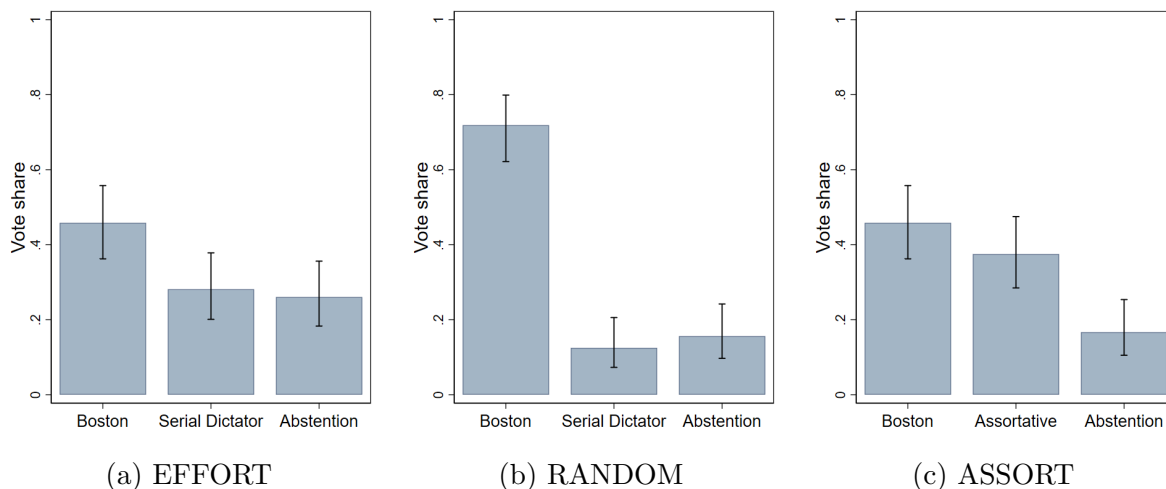 Vote share
0 .2 .4 .6 .8 1
Boston Serial Dictator Abstention
(a) EFFORT
Vote share
0 .2 .4 .6 .8 1
Boston Serial Dictator Abstention
(b) RANDOM
Vote share
0 .2 .4 .6 .8 1
Boston Assortative Abstention
(c) ASSORT